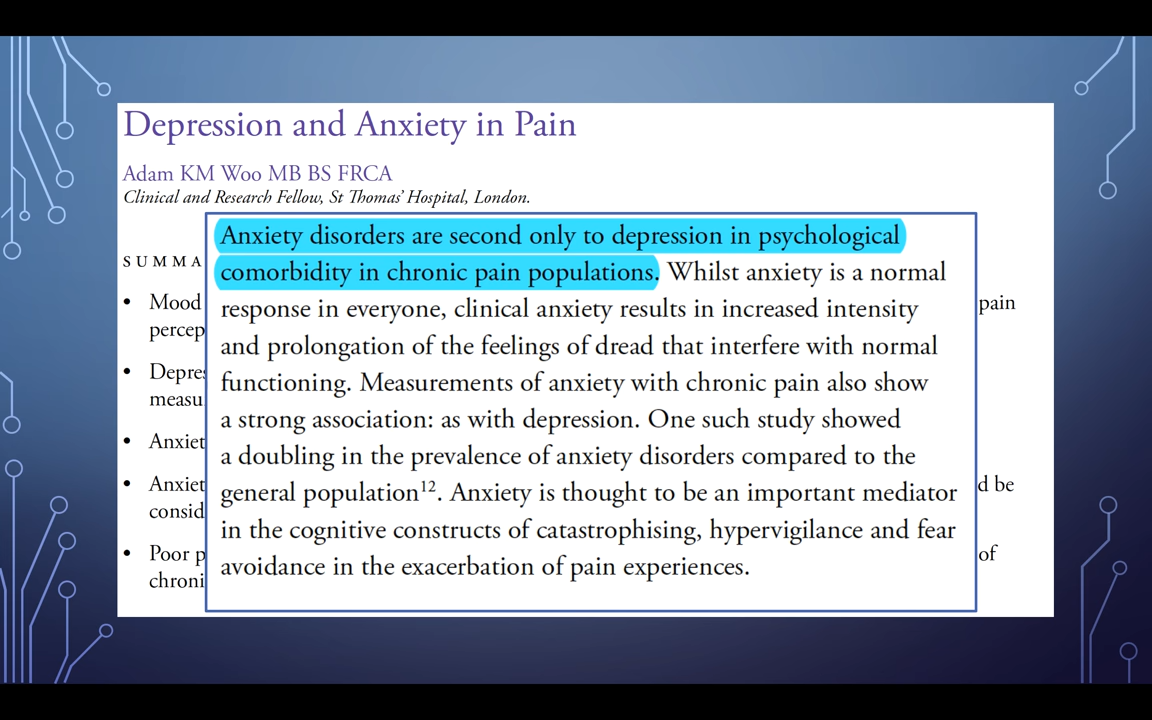 Depression and Anxiety in Pain
Adam KM Woo MB BS FRCA
Clinical and Research Fellow, St Thomas' Hospital, London.
Anxiety disorders are second only to depression in psychological
comorbidity in chronic pain populations. Whilst anxiety is a normal
response in everyone, clinical anxiety results in increased intensity
and prolongation of the feelings of dread that interfere with normal
functioning. Measurements of anxiety with chronic pain also show
a strong association: as with depression. One such study showed
a doubling in the prevalence of anxiety disorders compared to the
general population¹². Anxiety is thought to be an important mediator
in the cognitive constructs of catastrophising, hypervigilance and fear
avoidance in the exacerbation of pain experiences.
• Mood
pain
•
•
•
be
• Poor
of